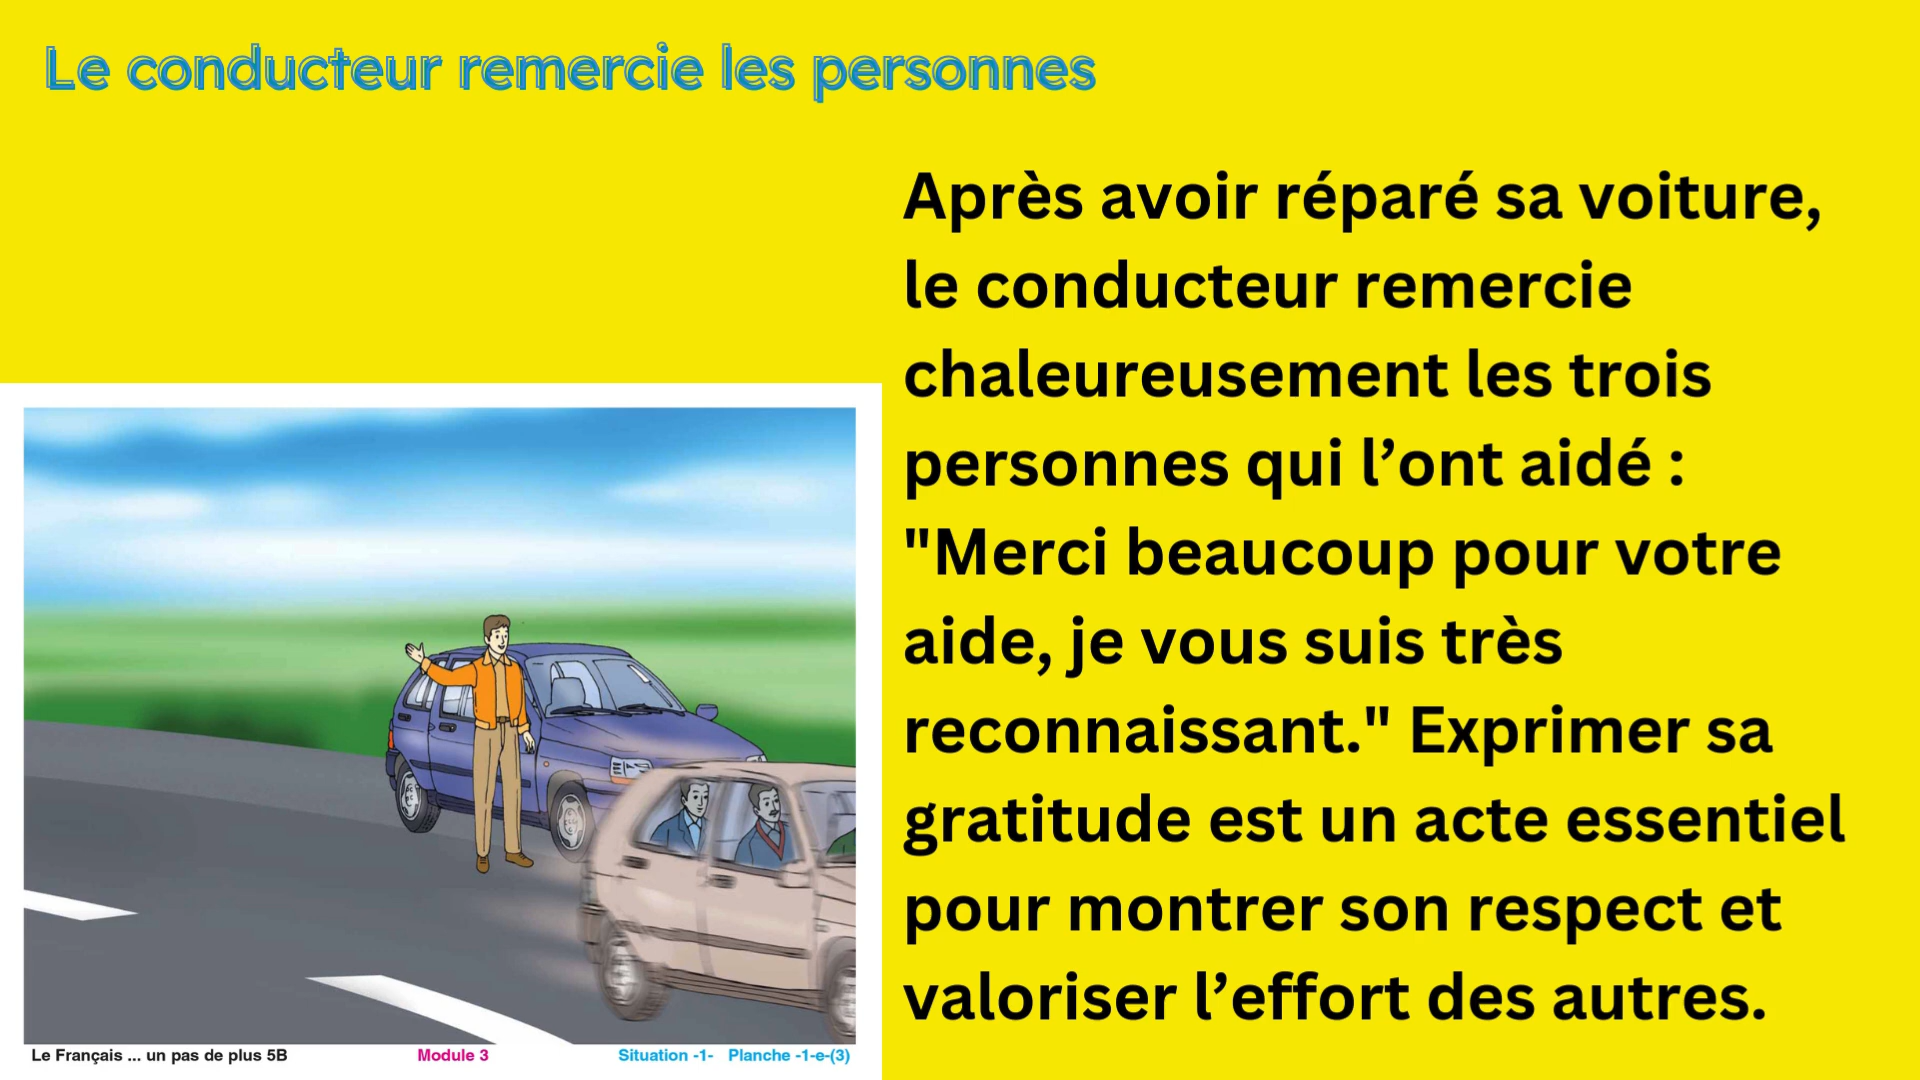 Le conducteur remercie les personnes
Après avoir réparé sa voiture,
le conducteur remercie
chaleureusement les trois
personnes qui l’ont aidé :
"Merci beaucoup pour votre
aide, je vous suis très
reconnaissant." Exprimer sa
gratitude est un acte essentiel
pour montrer son respect et
valoriser l’effort des autres.
Le Français ... un pas de plus 5B Module 3 Situation -1- Planche -1-e-(3)